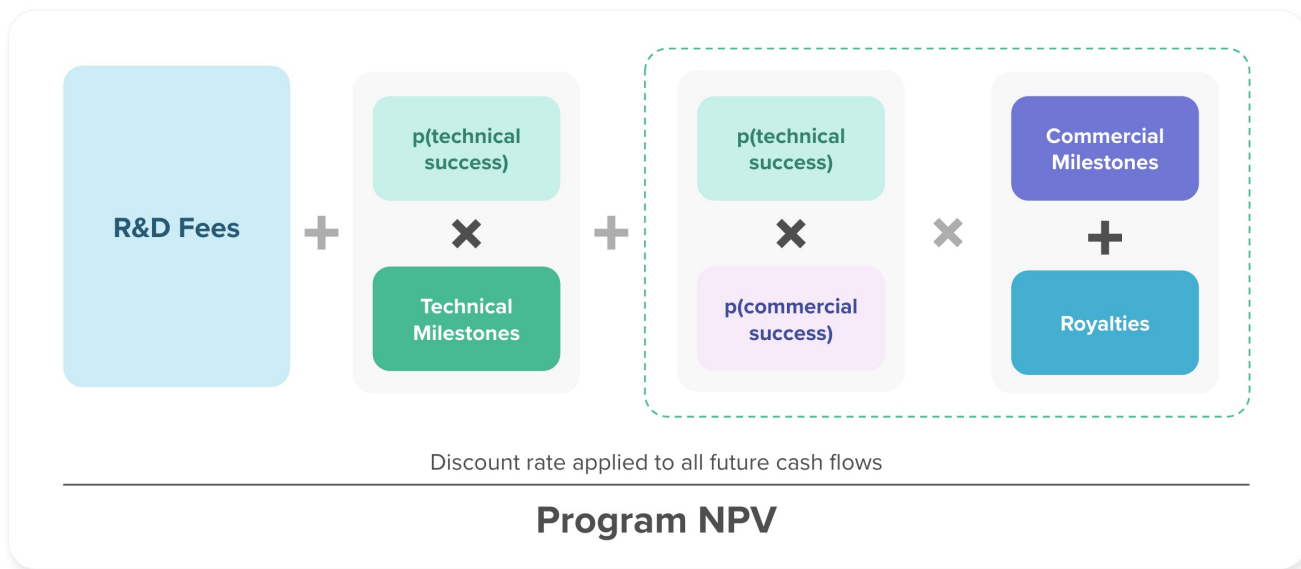 R&D Fees
+
p(technical
success)
×
Technical
Milestones
+
p(technical
success)
×
p(commercial
success)
×
Commercial
Milestones
+
Royalties
Discount rate applied to all future cash flows
Program NPV